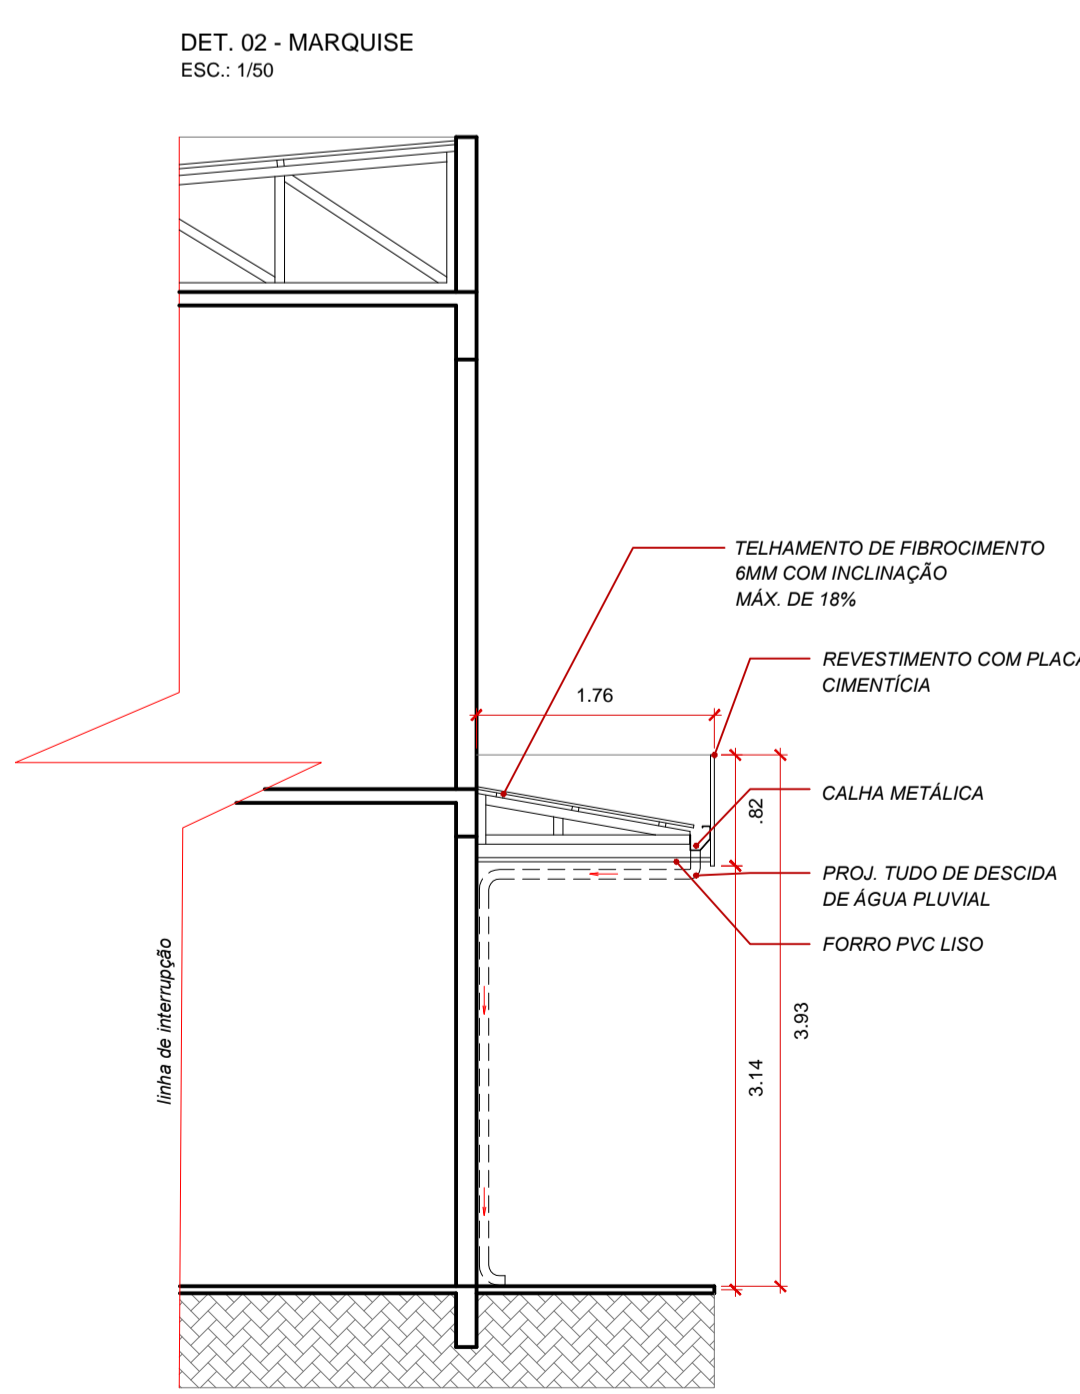 DET. 02 - MARQUISE
ESC.: 1/50
TELHAMENTO DE FIBROCIMENTO
6MM COM INCLINAÇÃO
MÁX. DE 18%
REVESTIMENTO COM PLACA
CIMENTÍCIA
1.76
CALHA METÁLICA
.82
PROJ. TUDO DE DESCIDA
DE ÁGUA PLUVIAL
FORRO PVC LISO
linha de interrupção
3.93
3.14